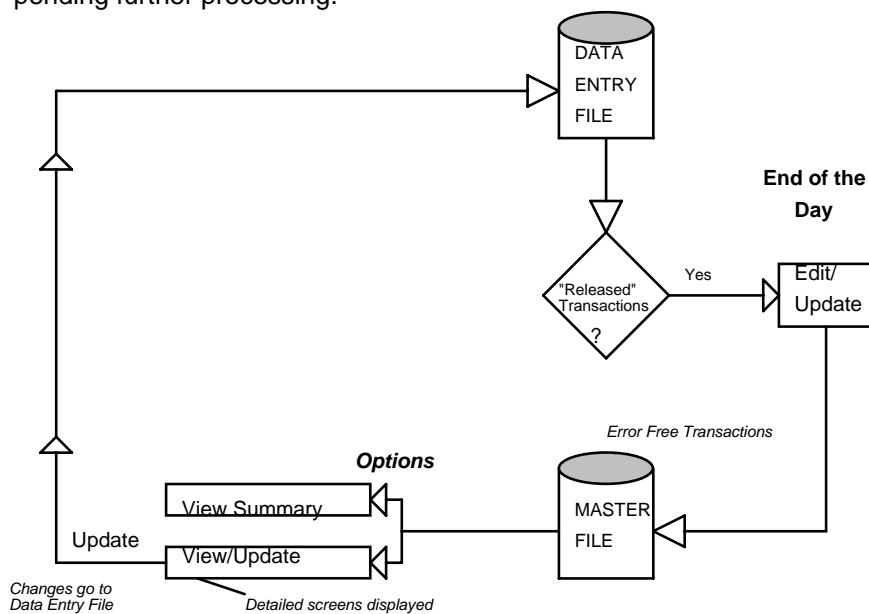 pending further processing.
DATA
ENTRY
FILE
End of the
Day
"Released"
Transactions
?
Yes
Edit/
Update
Error Free Transactions
Options
MASTER
FILE
View Summary
View/Update
Update
Changes go to
Data Entry File
Detailed screens displayed